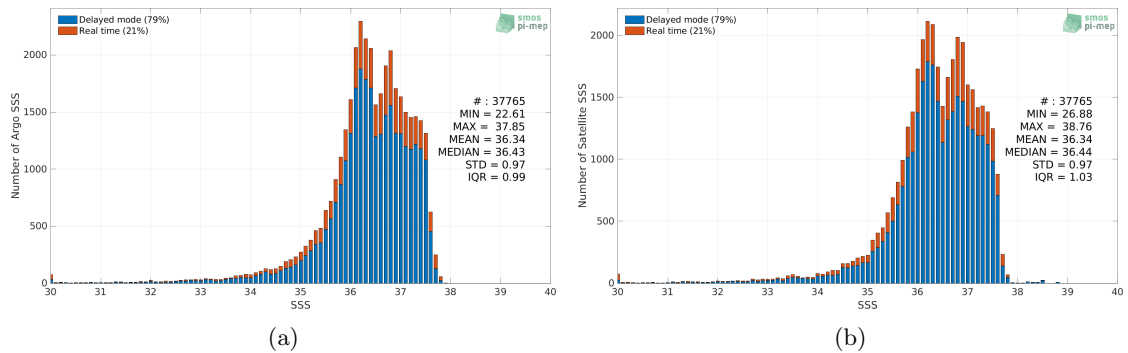 Delayed mode (79%)
Real time (21%)
smos
pi-mep
# : 37765
MIN = 22.61
MAX = 37.85
MEAN = 36.34
MEDIAN = 36.43
STD = 0.97
IQR = 0.99
Number of Argo SSS
2000
1500
1000
500
0
30 31 32 33 34 35 36 37 38 39 40
SSS
(a)
Delayed mode (79%)
Real time (21%)
smos
pi-mep
# : 37765
MIN = 26.88
MAX = 38.76
MEAN = 36.34
MEDIAN = 36.44
STD = 0.97
IQR = 1.03
Number of Satellite SSS
2000
1500
1000
500
0
30 31 32 33 34 35 36 37 38 39 40
SSS
(b)